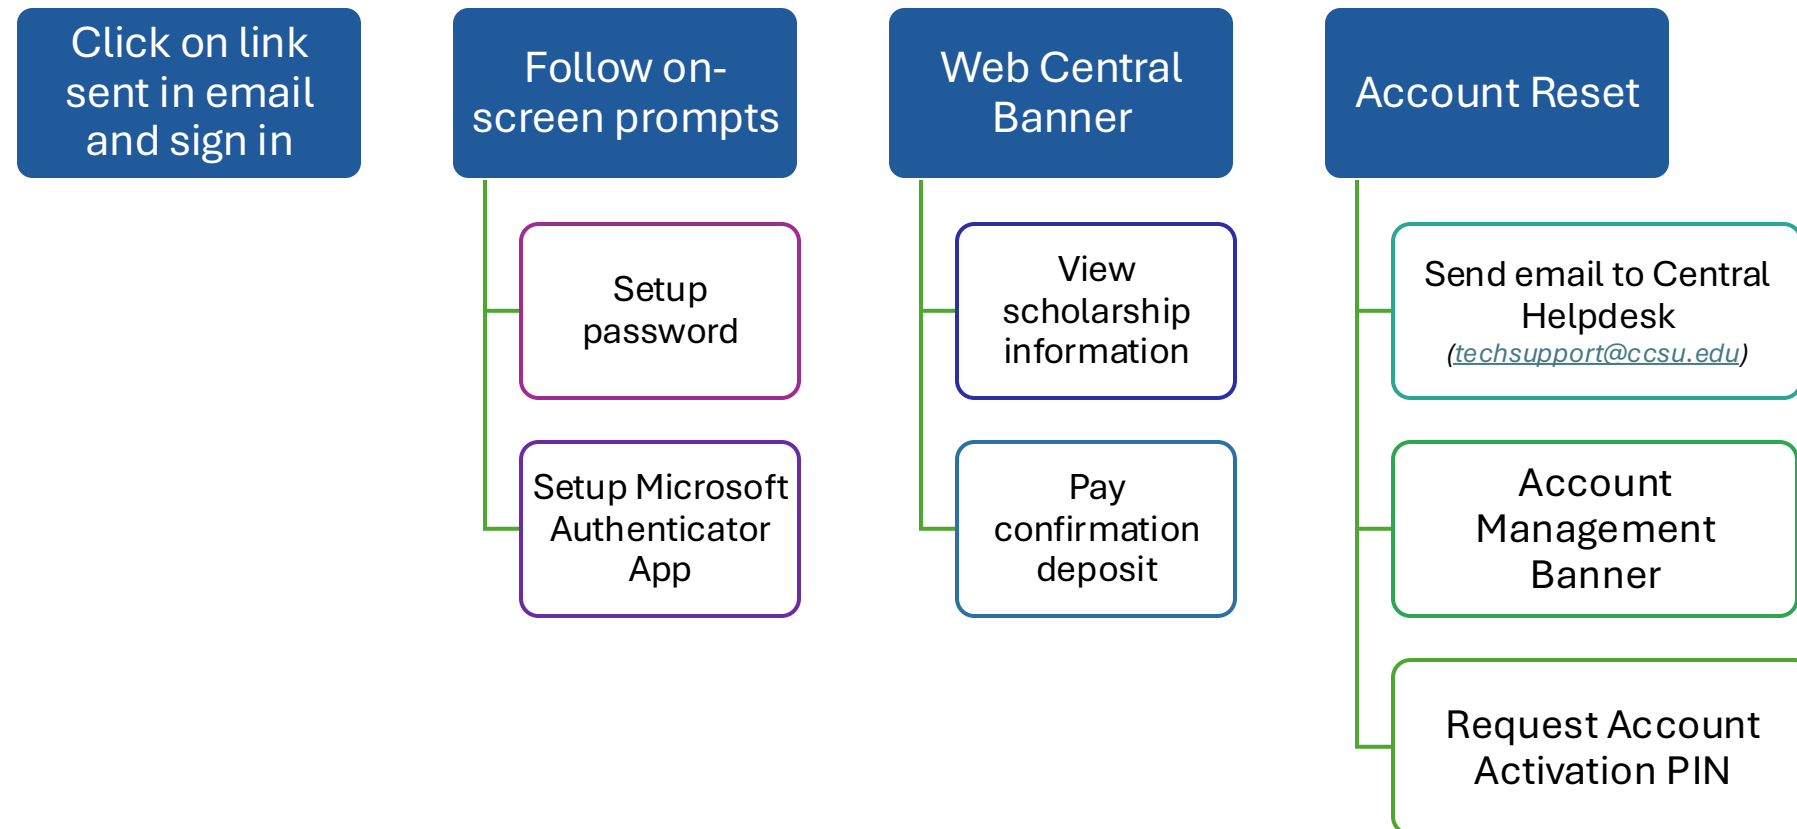 Click on link
sent in email
and sign in
Follow on-
screen prompts
Setup
password
Setup Microsoft
Authenticator
App
Web Central
Banner
View
scholarship
information
Pay
confirmation
deposit
Account Reset
Send email to Central
Helpdesk
(techsupport@ccsu.edu)
Account
Management
Banner
Request Account
Activation PIN